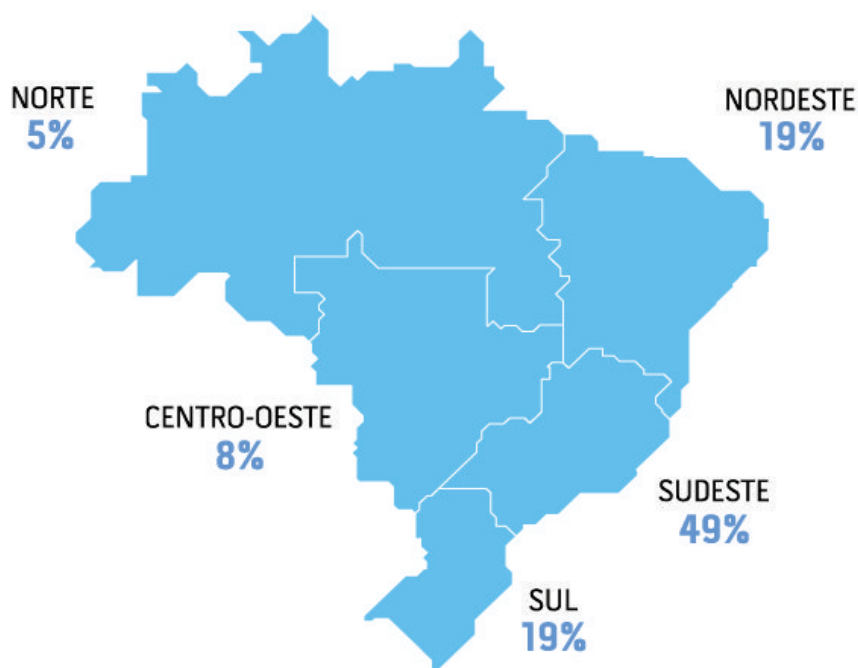 NORTE
5%
NORDESTE
19%
CENTRO-OESTE
8%
SUDESTE
49%
SUL
19%